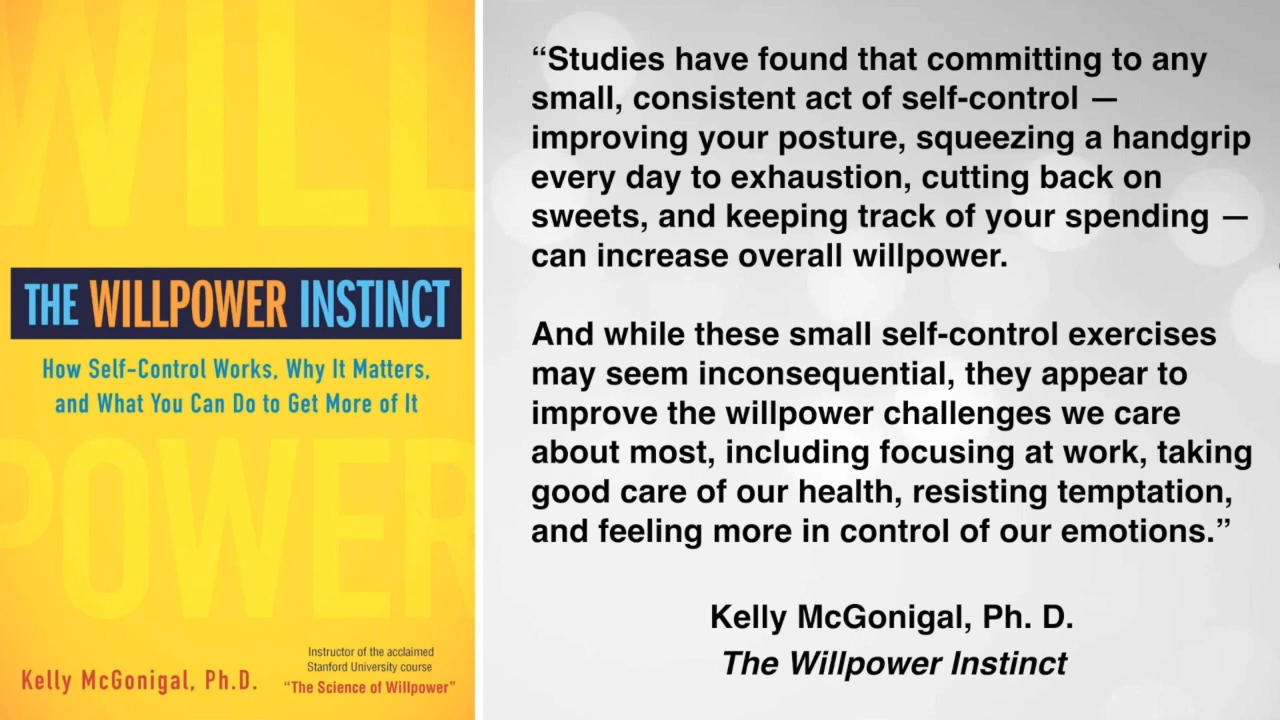 WILL
POWER
THE WILLPOWER INSTINCT
How Self-Control Works, Why It Matters,
and What You Can Do to Get More of It
Kelly McGonigal, Ph.D.
Instructor of the acclaimed
Stanford University course
“The Science of Willpower”
“Studies have found that committing to any
small, consistent act of self-control —
improving your posture, squeezing a handgrip
every day to exhaustion, cutting back on
sweets, and keeping track of your spending —
can increase overall willpower.
And while these small self-control exercises
may seem inconsequential, they appear to
improve the willpower challenges we care
about most, including focusing at work, taking
good care of our health, resisting temptation,
and feeling more in control of our emotions.”
Kelly McGonigal, Ph. D.
The Willpower Instinct